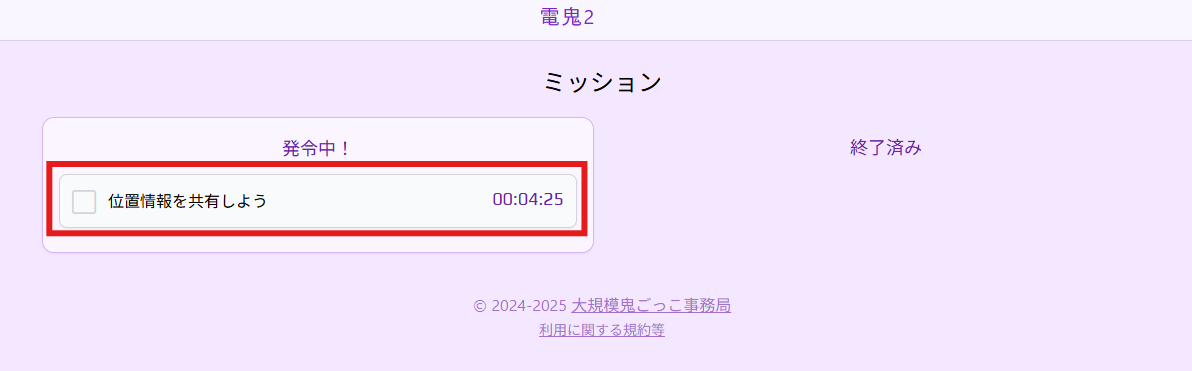 電鬼2
ミッション
発令中！
位置情報を共有しよう 00:04:25
終了済み
© 2024-2025 大規模鬼ごっこ事務局
利用に関する規約等